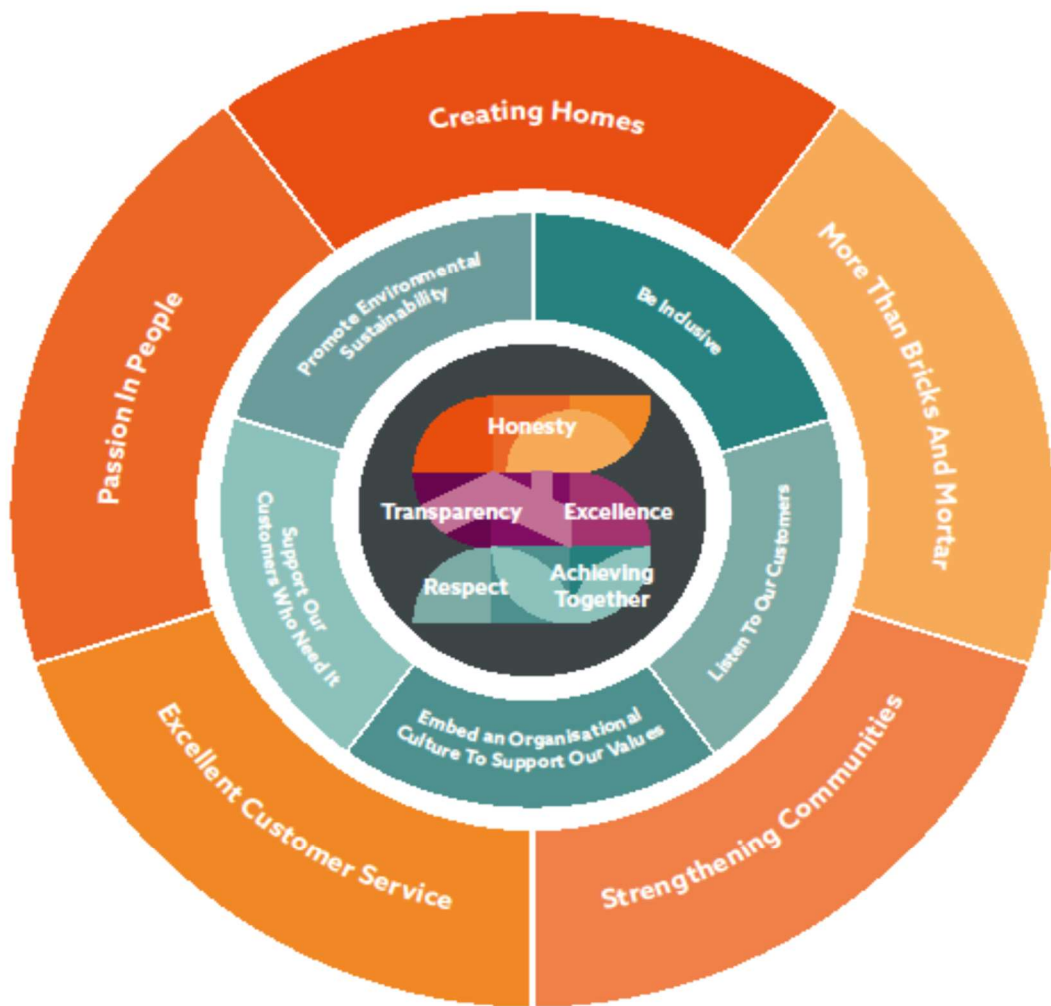 Creating Homes
More Than Bricks And Mortar
Strengthening Communities
Excellent Customer Service
Passion In People
Promote Environmental
Sustainability
Be Inclusive
Listen To Our Customers
Embed an Organisational
Culture To Support Our Values
Support Our
Customers Who Need It
Honesty
Transparency
Excellence
Respect
Achieving
Together